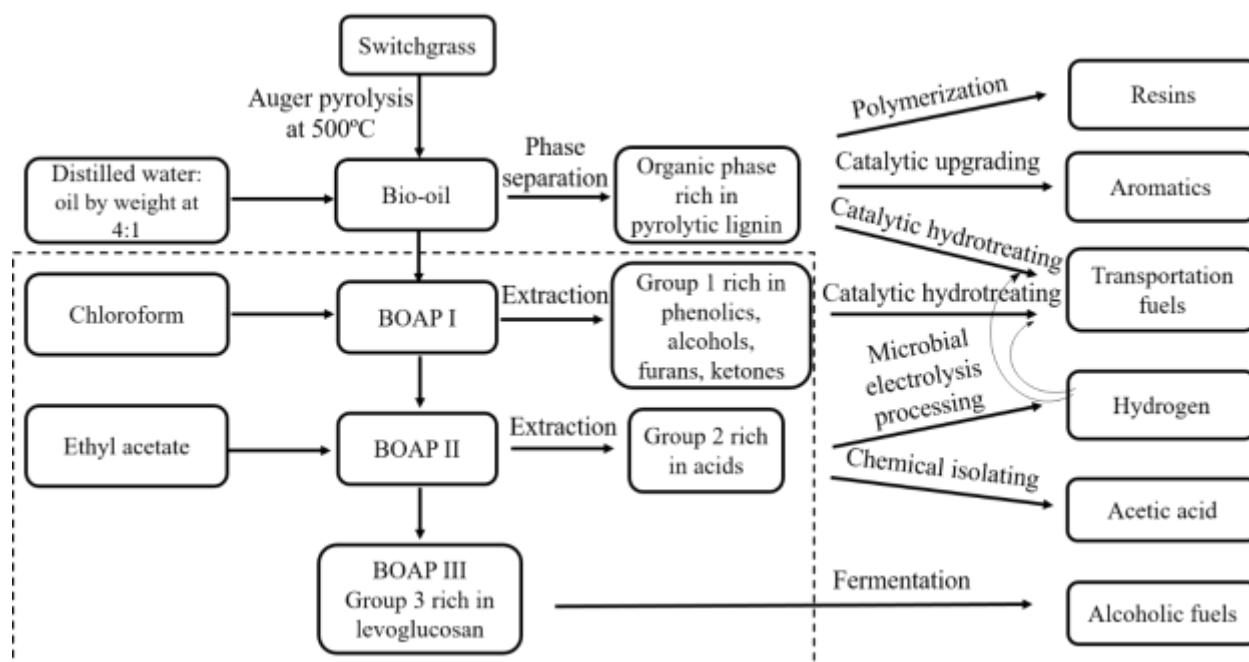 Switchgrass
Auger pyrolysis
at 500ºC
Distilled water:
oil by weight at
4:1
Bio-oil
Phase
separation
Organic phase
rich in
pyrolytic lignin
Chloroform
BOAP I
Extraction
Group 1 rich in
phenolics,
alcohols,
furans, ketones
Ethyl acetate
BOAP II
Extraction
Group 2 rich
in acids
BOAP III
Group 3 rich in
levoglucosan
Polymerization
Resins
Catalytic upgrading
Aromatics
Catalytic hydrotreating
Catalytic hydrotreating
Transportation
fuels
Microbial
electrolysis
processing
Hydrogen
Chemical isolating
Acetic acid
Fermentation
Alcoholic fuels